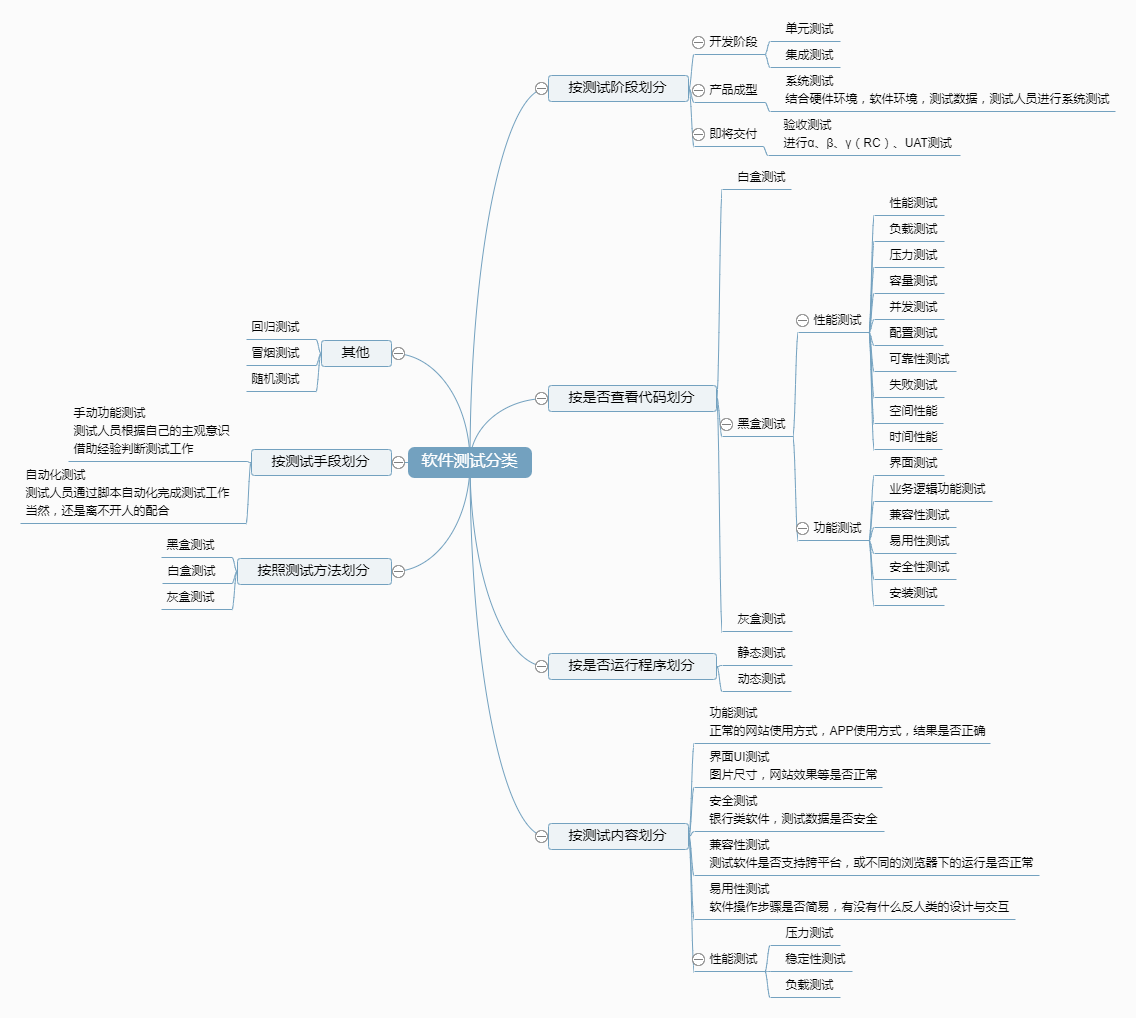 软件测试分类
按测试阶段划分
开发阶段
单元测试
集成测试
产品成型
系统测试
结合硬件环境，软件环境，测试数据，测试人员进行系统测试
即将交付
验收测试
进行α、β、γ（RC）、UAT测试
按是否查看代码划分
白盒测试
黑盒测试
性能测试
性能测试
负载测试
压力测试
容量测试
并发测试
配置测试
可靠性测试
失败测试
空间性能
时间性能
功能测试
界面测试
业务逻辑功能测试
兼容性测试
易用性测试
安全性测试
安装测试
灰盒测试
按是否运行程序划分
静态测试
动态测试
按测试内容划分
功能测试
正常的网站使用方式，APP使用方式，结果是否正确
界面UI测试
图片尺寸，网站效果等是否正常
安全测试
银行类软件，测试数据是否安全
兼容性测试
测试软件是否支持跨平台，或不同的浏览器下的运行是否正常
易用性测试
软件操作步骤是否简易，有没有什么反人类的设计与交互
性能测试
压力测试
稳定性测试
负载测试
其他
回归测试
冒烟测试
随机测试
按测试手段划分
手动功能测试
测试人员根据自己的主观意识
借助经验判断测试工作
自动化测试
测试人员通过脚本自动化完成测试工作
当然，还是离不开人的配合
按照测试方法划分
黑盒测试
白盒测试
灰盒测试